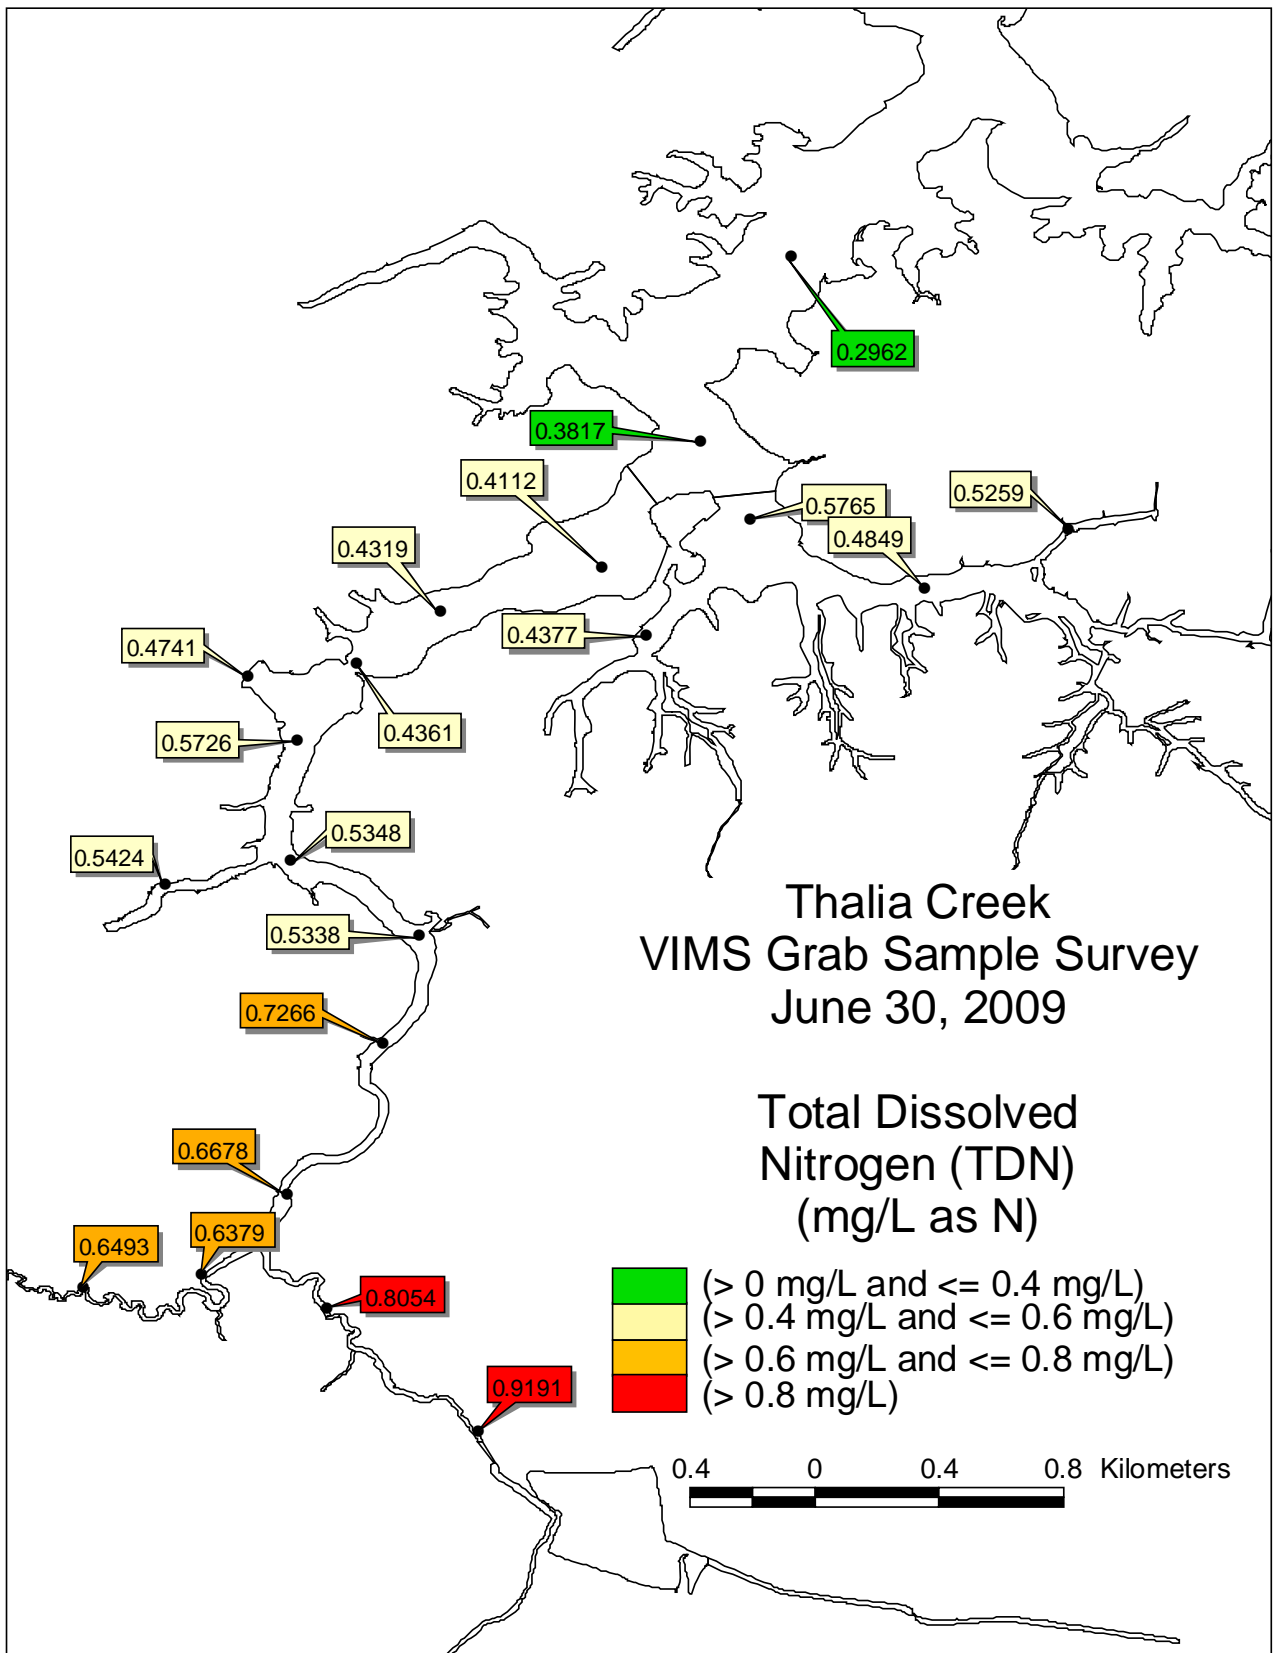 0.2962
0.3817
0.4112
0.5765
0.5259
0.4849
0.4319
0.4377
0.4741
0.4361
0.5726
0.5348
0.5424
0.5338
Thalia Creek
VIMS Grab Sample Survey
June 30, 2009
0.7266
Total Dissolved
Nitrogen (TDN)
(mg/L as N)
0.6678
0.6379
0.6493
0.8054
0.9191
(> 0 mg/L and <= 0.4 mg/L)
(> 0.4 mg/L and <= 0.6 mg/L)
(> 0.6 mg/L and <= 0.8 mg/L)
(> 0.8 mg/L)
0.4 0 0.4 0.8 Kilometers